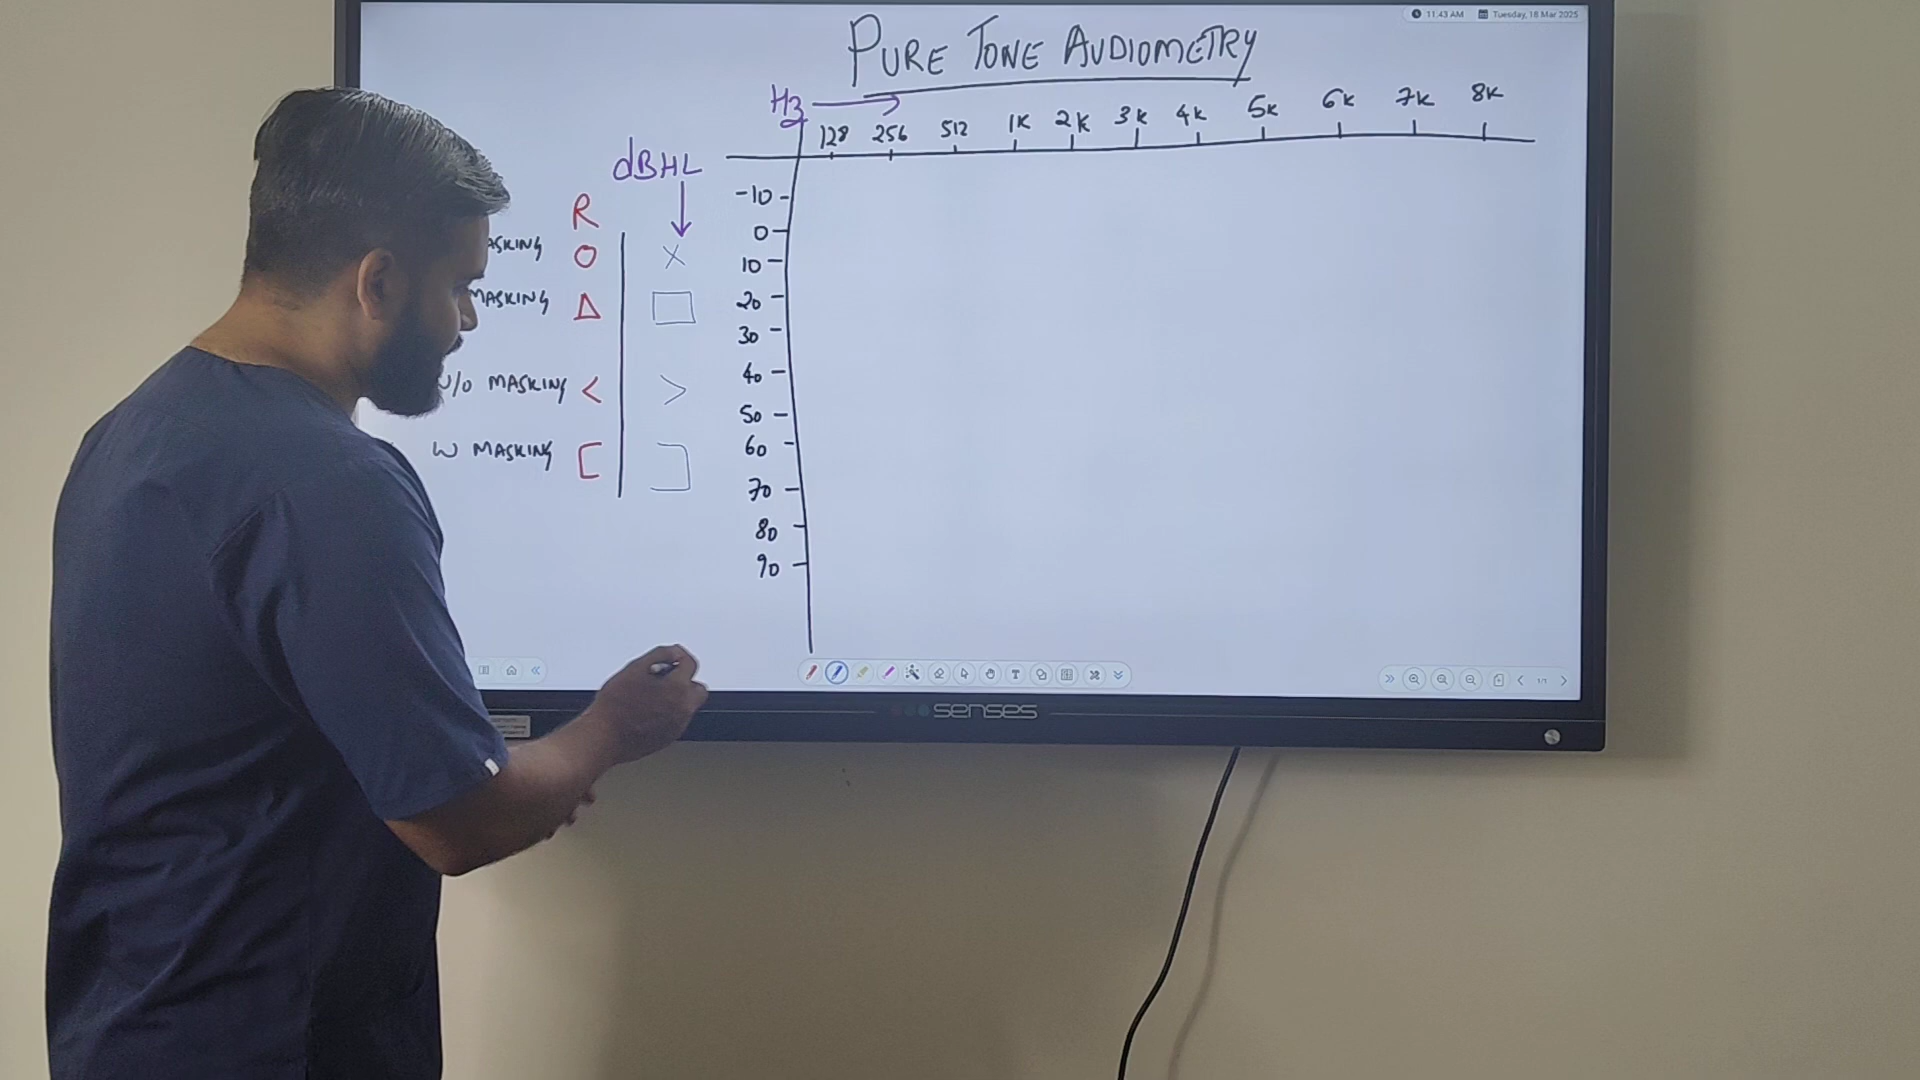 11:43 AM Tuesday, 18 Mar 2025
PURE TONE AUDIOMETRY
Hz
128 256 512 1K 2K 3K 4K 5K 6K 7K 8K
dBHL
R
ASKING O X
MASKING
W/O MASKING < >
W MASKING [ ]
-10
0
10
20
30
40
50
60
70
80
90
T
1/1
senses